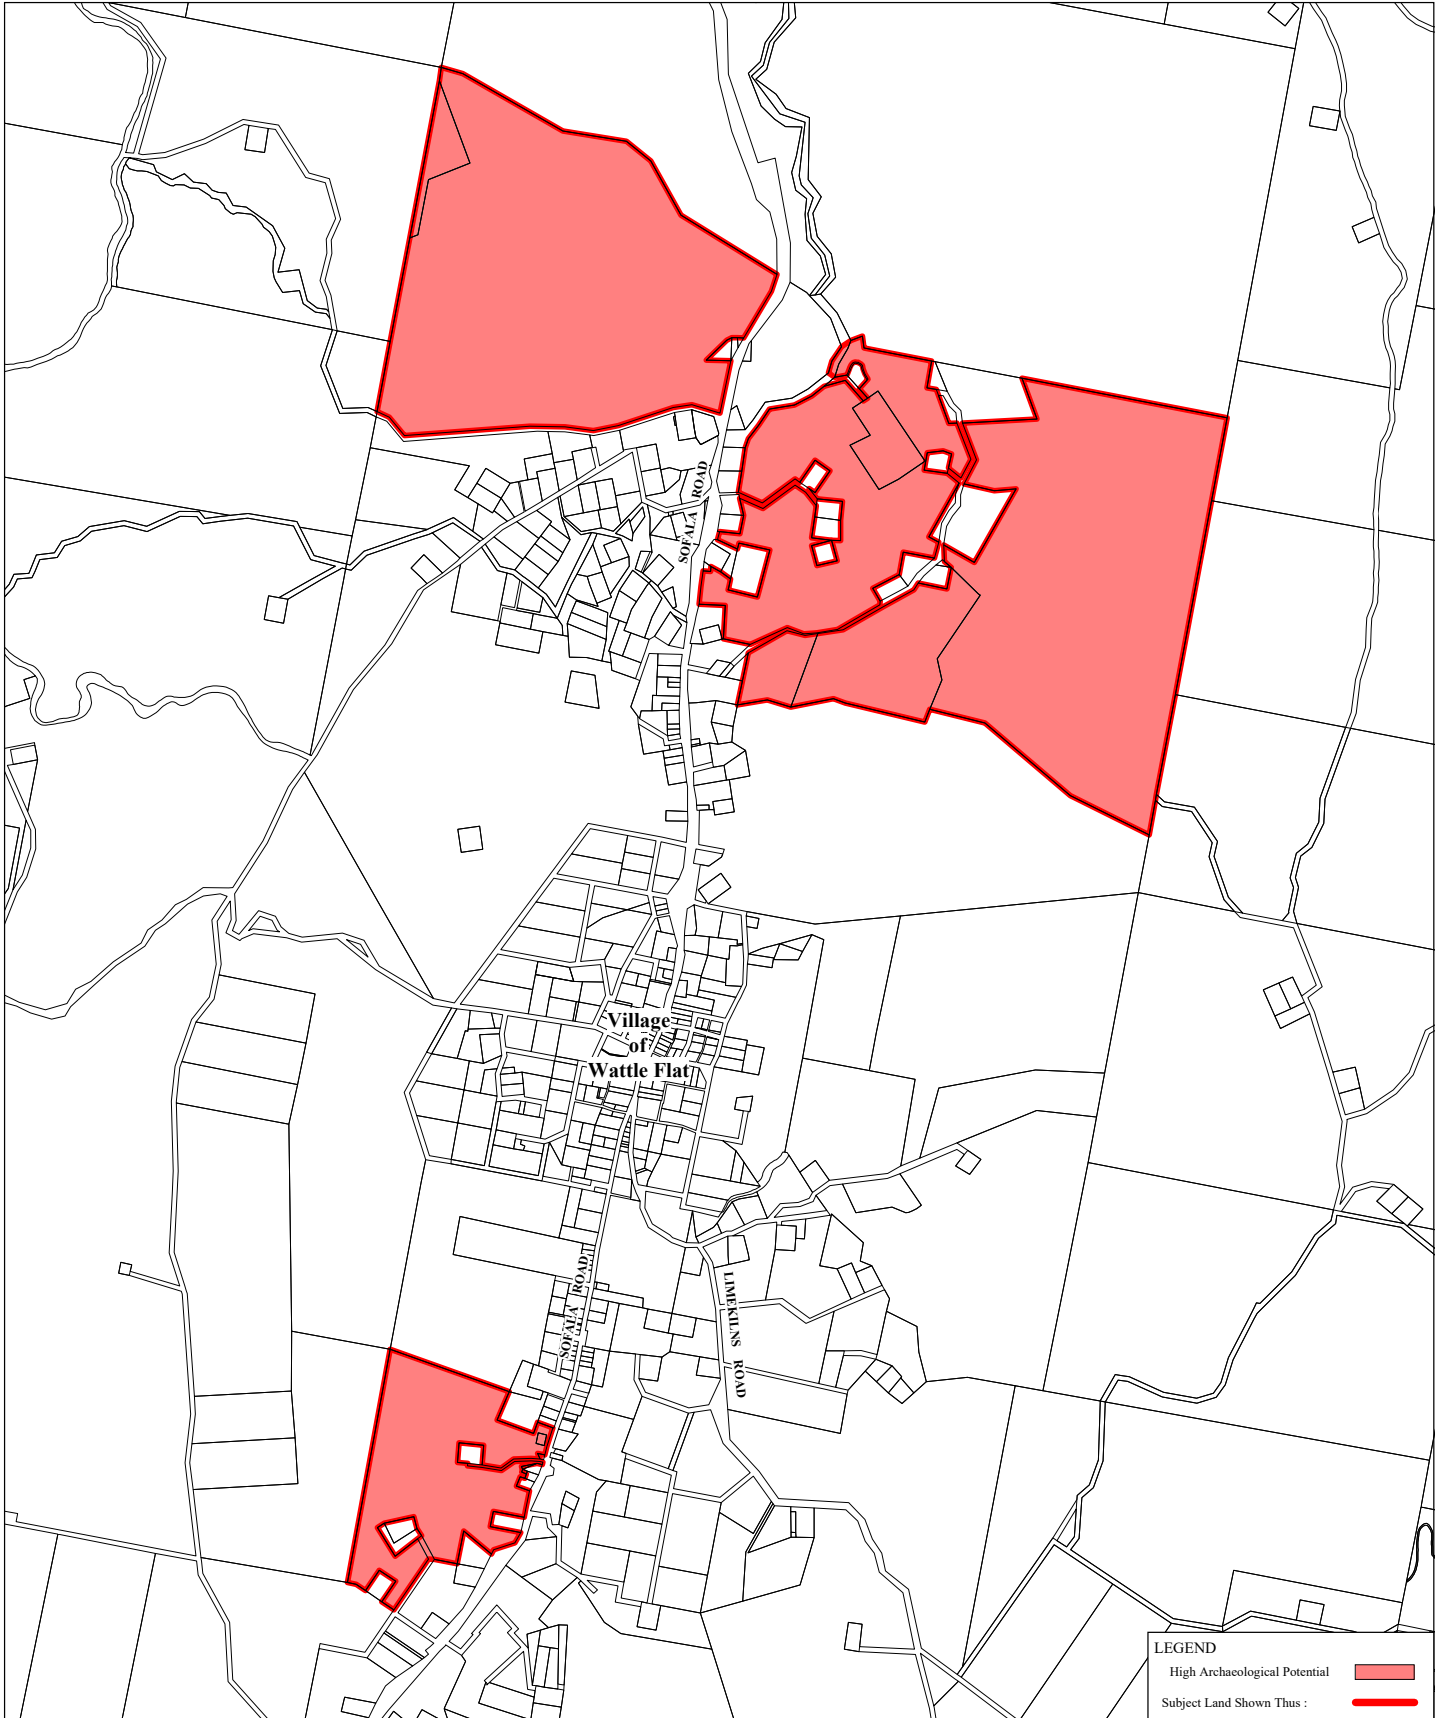 SOFALA ROAD
Village
of
Wattle Flat
SOFALA ROAD
LIMEKILNS ROAD
LEGEND
High Archaeological Potential
Subject Land Shown Thus :